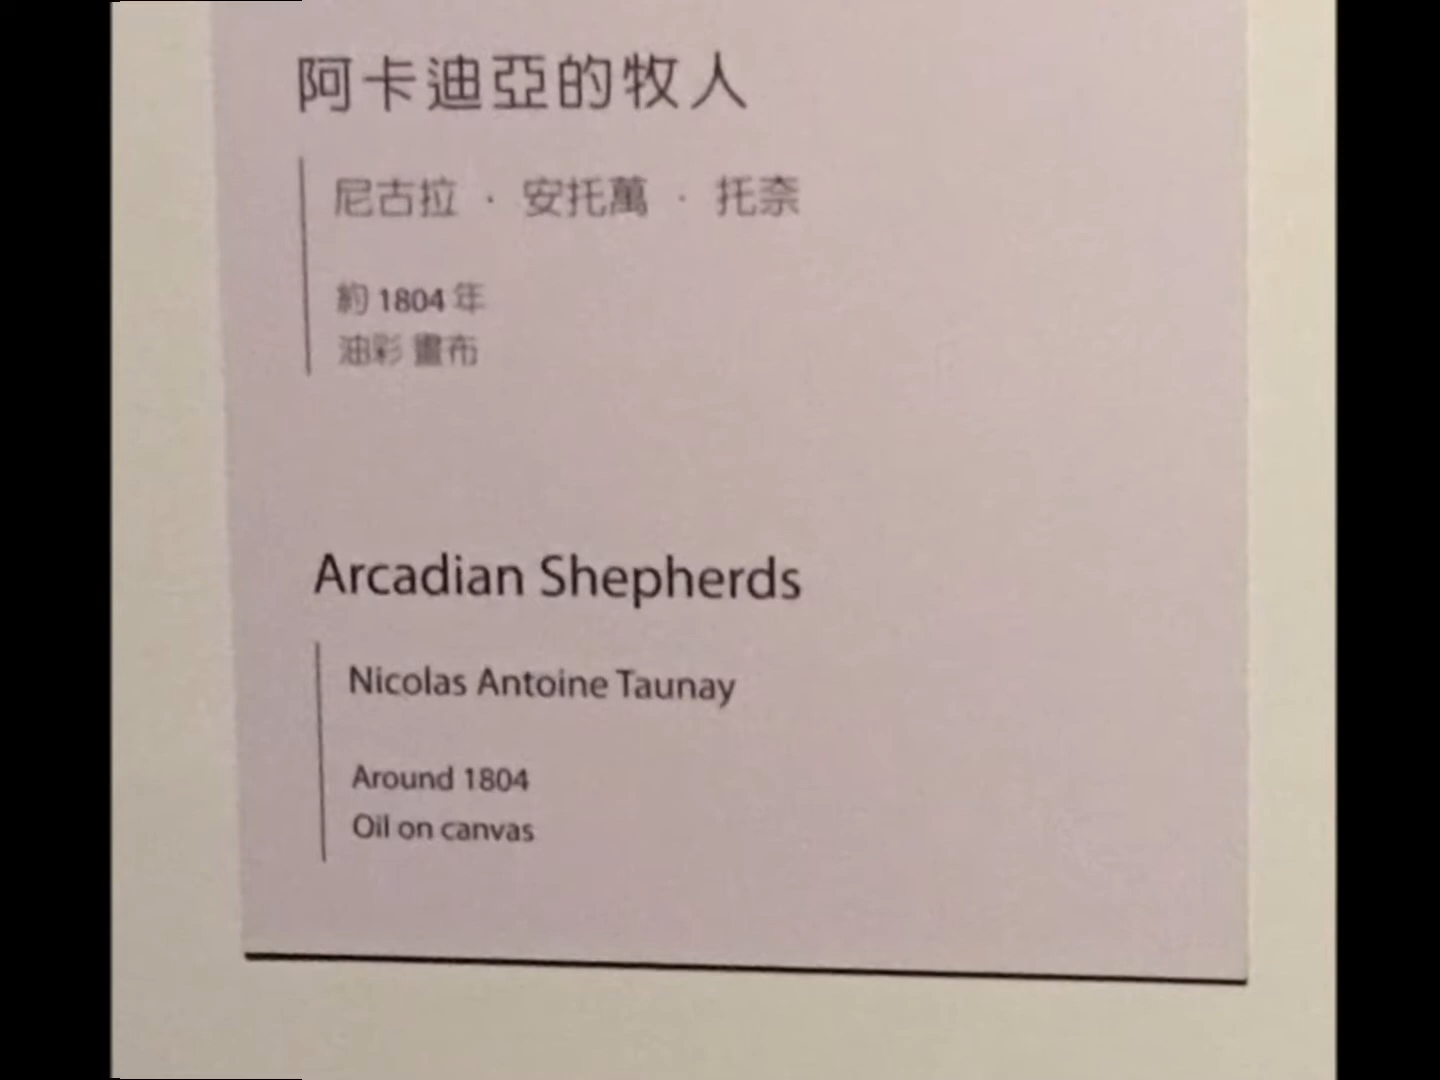 阿卡迪亞的牧人
尼古拉 · 安托萬 · 托奈
約 1804 年
油彩 畫布
Arcadian Shepherds
Nicolas Antoine Taunay
Around 1804
Oil on canvas